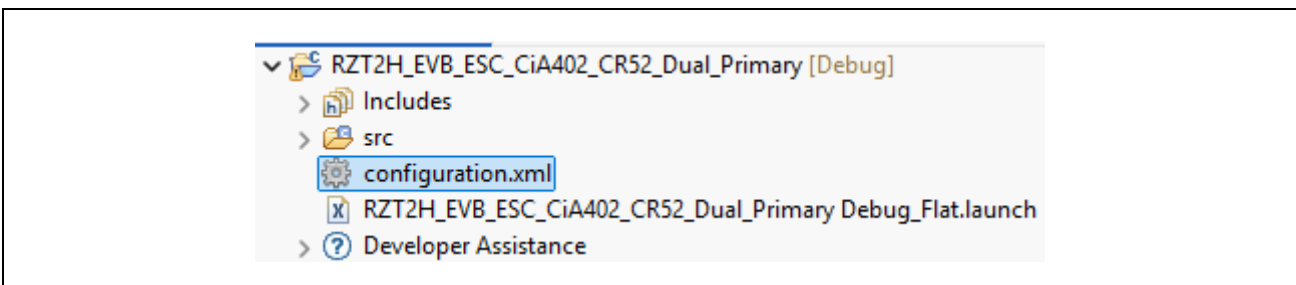 RZT2H_EVB_ESC_CiA402_CR52_Dual_Primary [Debug]
Includes
src
configuration.xml
RZT2H_EVB_ESC_CiA402_CR52_Dual_Primary Debug_Flat.launch
Developer Assistance